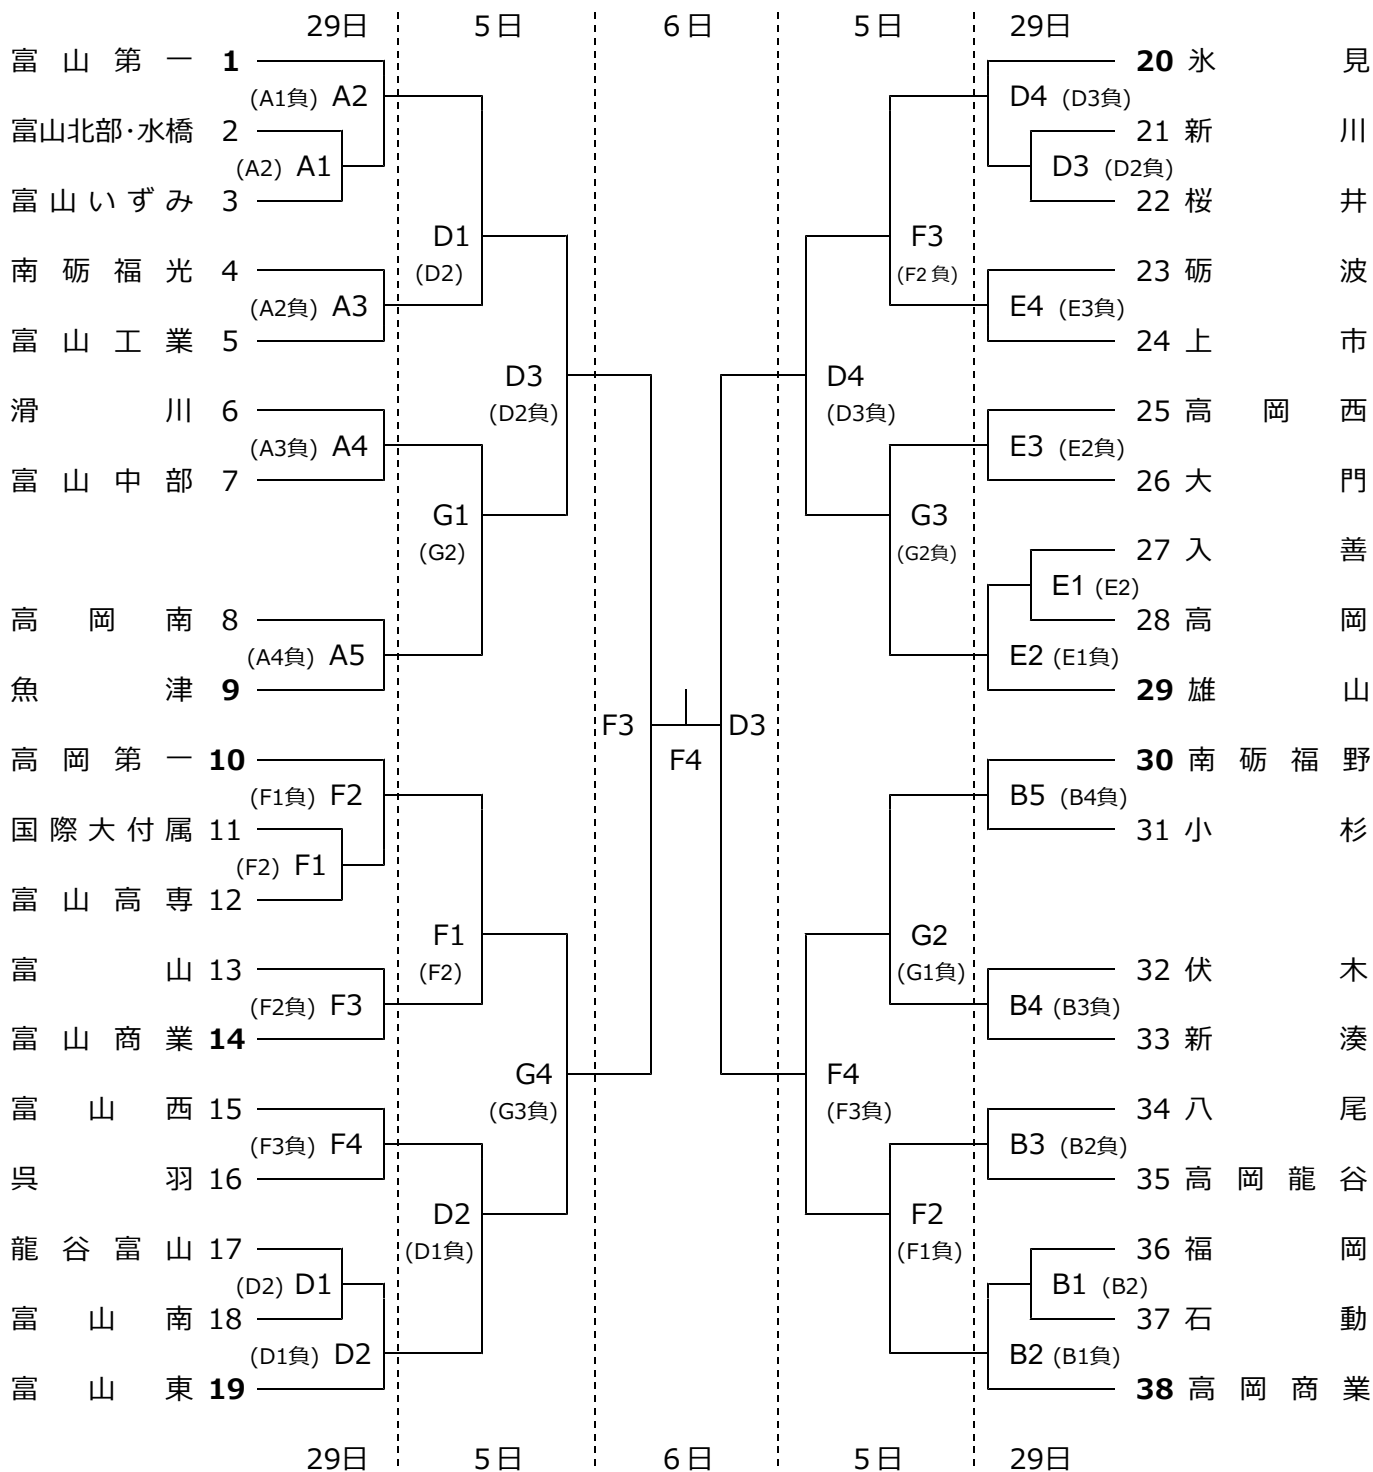 29日 5日 6日 5日 29日
富山第一 1
20 氷見
(A1負) A2
D4 (D3負)
富山北部・水橋 2
21 新川
(A2) A1
D3 (D2負)
富山いずみ 3
22 桜井
D1
F3
南砺福光 4
(D2)
(F2負)
23 砺波
(A2負) A3
E4 (E3負)
富山工業 5
24 上市
D3
D4
滑川 6
(D2負)
(D3負)
25 高岡西
(A3負) A4
E3 (E2負)
富山中部 7
26 大門
G1
G3
(G2)
(G2負)
27 入善
E1 (E2)
高岡南 8
28 高岡
(A4負) A5
E2 (E1負)
魚津 9
29 雄山
F3
D3
F4
高岡第一 10
30 南砺福野
(F1負) F2
B5 (B4負)
国際大付属 11
31 小杉
(F2) F1
富山高専 12
F1
G2
富山 13
(F2)
(G1負)
32 伏木
(F2負) F3
B4 (B3負)
富山商業 14
33 新湊
G4
F4
富山西 15
(G3負)
(F3負)
34 八尾
(F3負) F4
B3 (B2負)
呉羽 16
35 高岡龍谷
D2
F2
龍谷富山 17
(D1負)
(F1負)
36 福岡
(D2) D1
B1 (B2)
富山南 18
37 石動
(D1負) D2
B2 (B1負)
富山東 19
38 高岡商業
29日 5日 6日 5日 29日